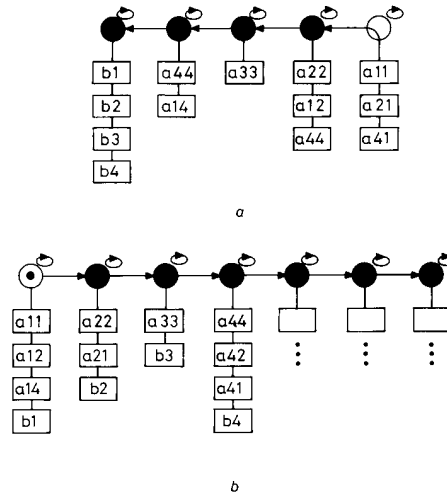 b1 a44 a33 a22 a11
b2 a14 a12 a21
b3 a44 a41
b4
a
a11 a22 a33 a44
a12 a21 b3 a42
a14 b2 a41
b1 b4
b